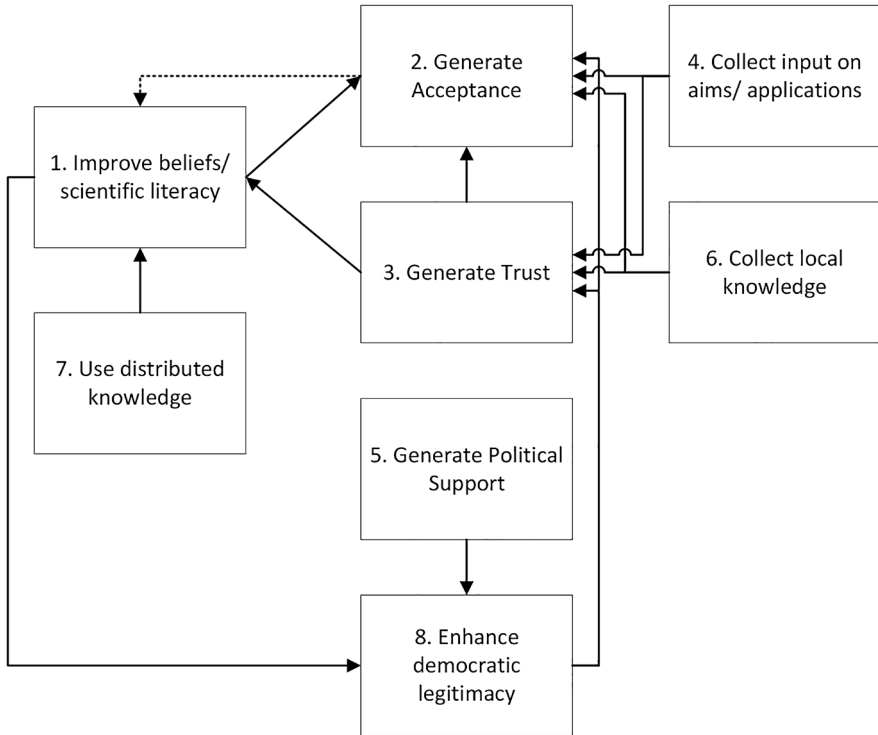 2. Generate
Acceptance
4. Collect input on
aims/ applications
1. Improve beliefs/
scientific literacy
3. Generate Trust
6. Collect local
knowledge
7. Use distributed
knowledge
5. Generate Political
Support
8. Enhance
democratic
legitimacy